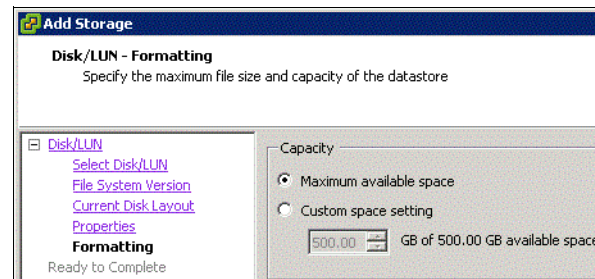 Add Storage
Disk/LUN - Formatting
Specify the maximum file size and capacity of the datastore
Disk/LUN
Select Disk/LUN
File System Version
Current Disk Layout
Properties
Formatting
Ready to Complete
Capacity
Maximum available space
Custom space setting
500.00 GB of 500.00 GB available space